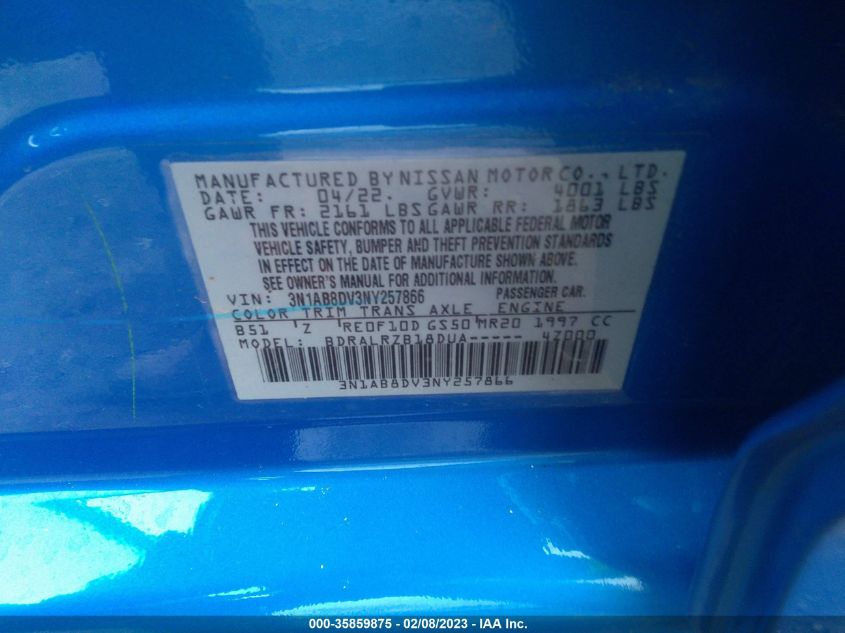 MANUFACTURED BY NISSAN MOTOR CO., LTD.
DATE: 04/22. GVWR: 4001 LBS
GAWR FR: 2161 LBS GAWR RR: 1863 LBS
THIS VEHICLE CONFORMS TO ALL APPLICABLE FEDERAL MOTOR
VEHICLE SAFETY, BUMPER AND THEFT PREVENTION STANDARDS
IN EFFECT ON THE DATE OF MANUFACTURE SHOWN ABOVE.
SEE OWNER'S MANUAL FOR ADDITIONAL INFORMATION.
VIN: 3N1AB8DV3NY257866 PASSENGER CAR.
COLOR TRIM TRANS AXLE ENGINE
B51 Z RE0F10D GS50 MR20 1997 CC
MODEL: BDRALRZB18DUA----- 4Z000
3N1AB8DV3NY257866
000-35859875 - 02/08/2023 - IAA Inc.